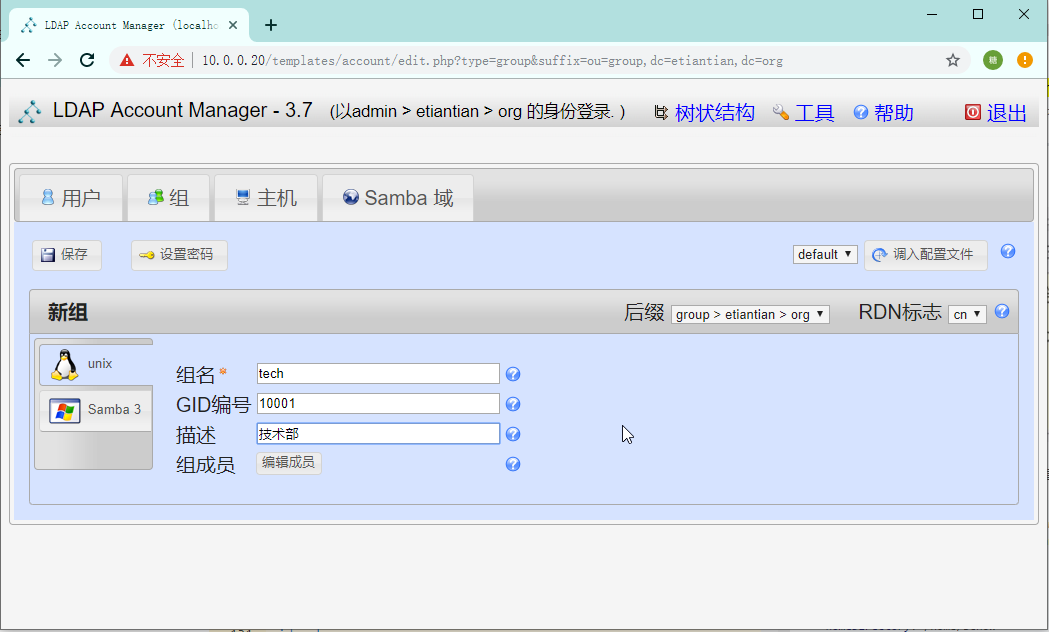 LDAP Account Manager (localho
不安全 10.0.0.20/templates/account/edit.php?type=group&suffix=ou=group,dc=etiantian,dc=org
糖
LDAP Account Manager - 3.7 (以admin > etiantian > org 的身份登录. ) 树状结构 工具 帮助 退出
用户 组 主机 Samba 域
保存 设置密码 default 调入配置文件
新组 后缀 group > etiantian > org RDN标志 cn
unix
Samba 3
组名* tech
GID编号 10001
描述 技术部
组成员 编辑成员